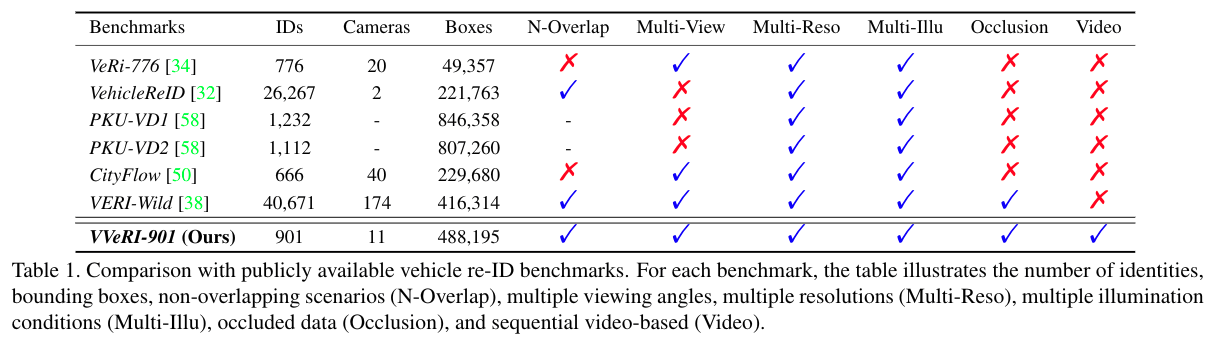 Benchmarks IDs Cameras Boxes N-Overlap Multi-View Multi-Reso Multi-Illu Occlusion Video
VeRi-776 [34] 776 20 49,357 ✗ ✓ ✓ ✓ ✗ ✗
VehicleReID [32] 26,267 2 221,763 ✓ ✗ ✓ ✓ ✗ ✗
PKU-VD1 [58] 1,232 - 846,358 - ✗ ✓ ✓ ✗ ✗
PKU-VD2 [58] 1,112 - 807,260 - ✗ ✓ ✓ ✗ ✗
CityFlow [50] 666 40 229,680 ✗ ✓ ✓ ✓ ✗ ✗
VERI-Wild [38] 40,671 174 416,314 ✓ ✓ ✓ ✓ ✓ ✗
VVeRI-901 (Ours) 901 11 488,195 ✓ ✓ ✓ ✓ ✓ ✓
Table 1. Comparison with publicly available vehicle re-ID benchmarks. For each benchmark, the table illustrates the number of identities,
bounding boxes, non-overlapping scenarios (N-Overlap), multiple viewing angles, multiple resolutions (Multi-Reso), multiple illumination
conditions (Multi-Illu), occluded data (Occlusion), and sequential video-based (Video).